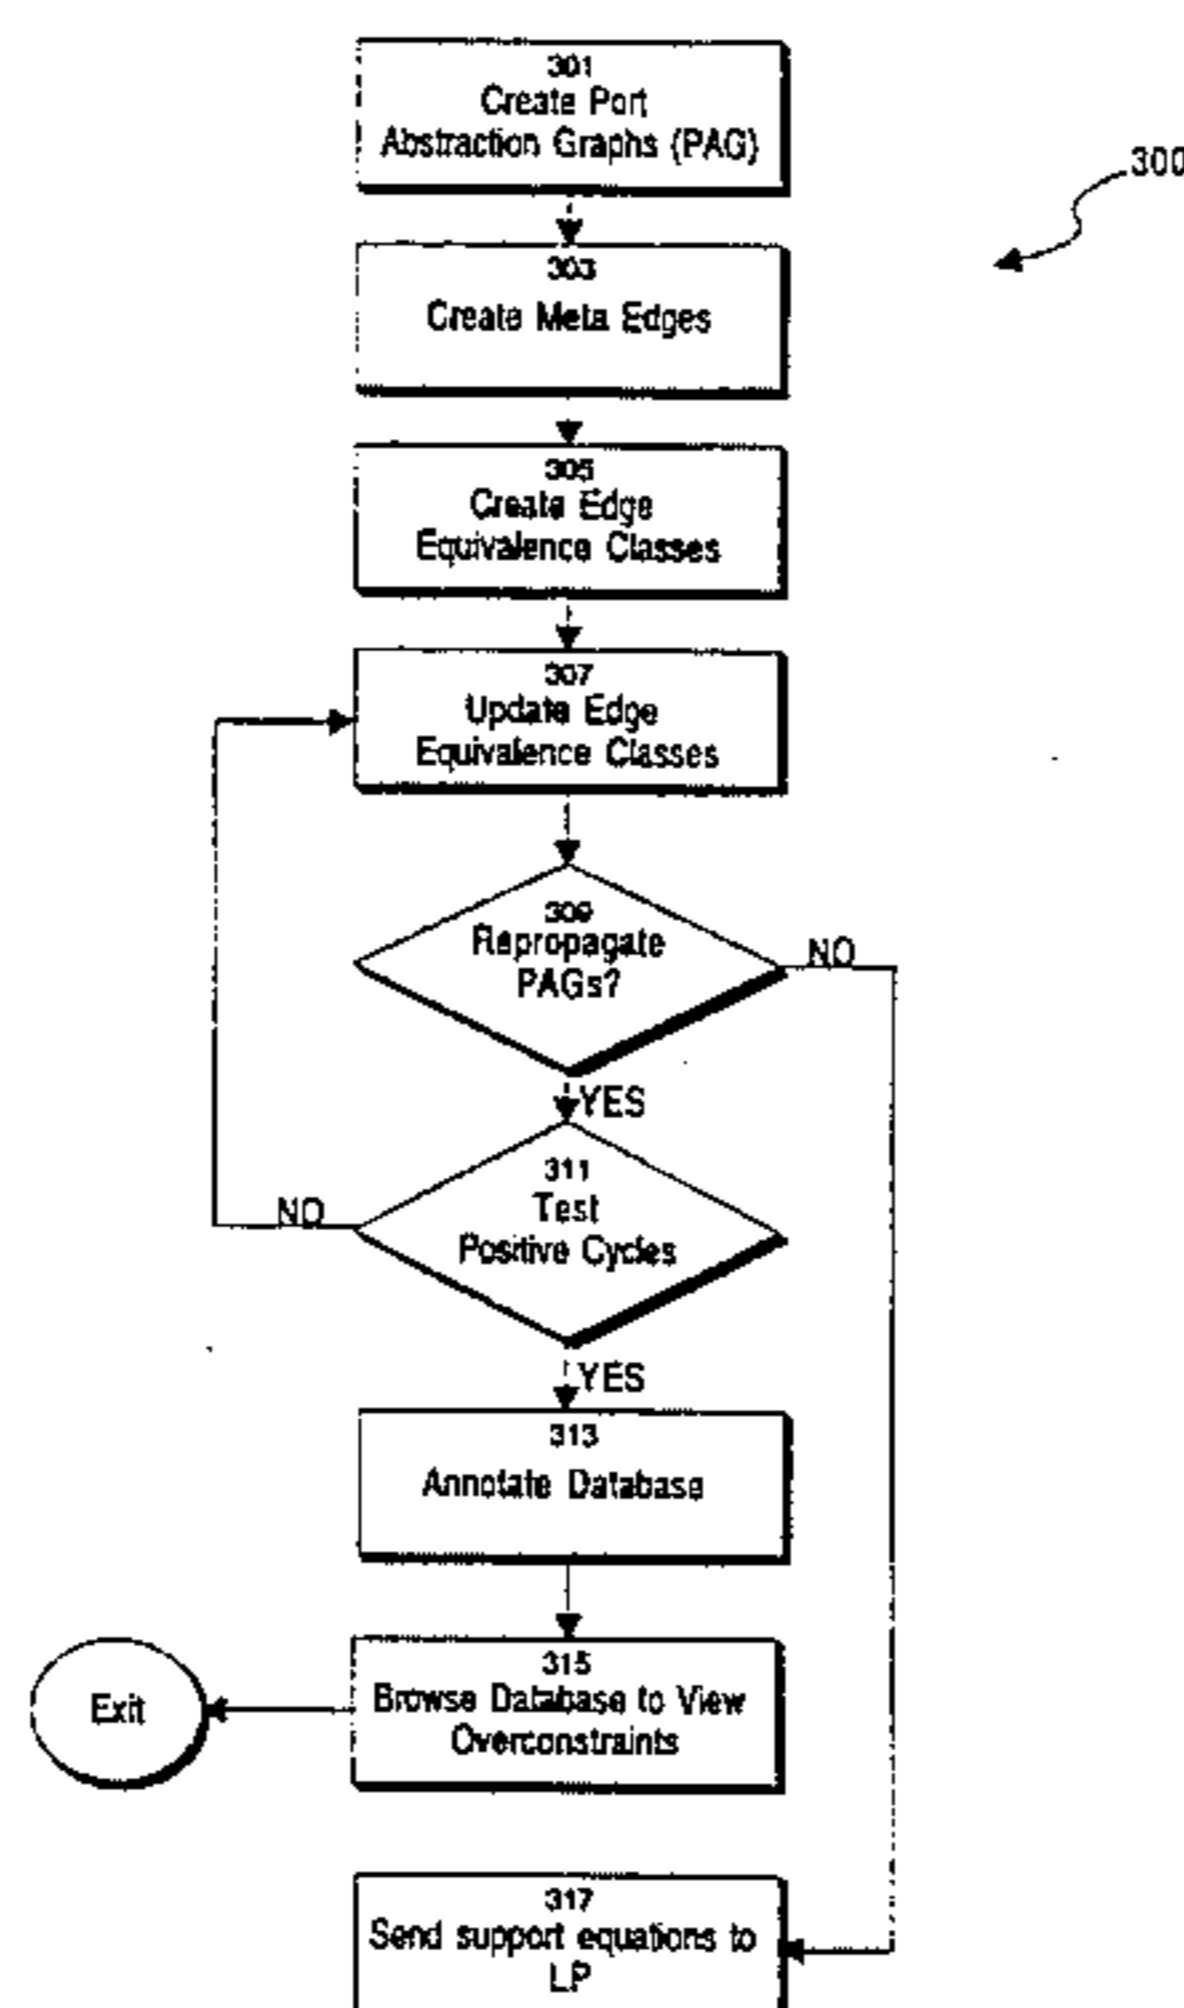 301
Create Port
Abstraction Graphs (PAG)
300
303
Create Meta Edges
305
Create Edge
Equivalence Classes
307
Update Edge
Equivalence Classes
309
Repropagate
PAGs?
NO
YES
311
Test
Positive Cycles
NO
YES
313
Annotate Database
315
Browse Database to View
Overconstraints
Exit
317
Send support equations to
LP